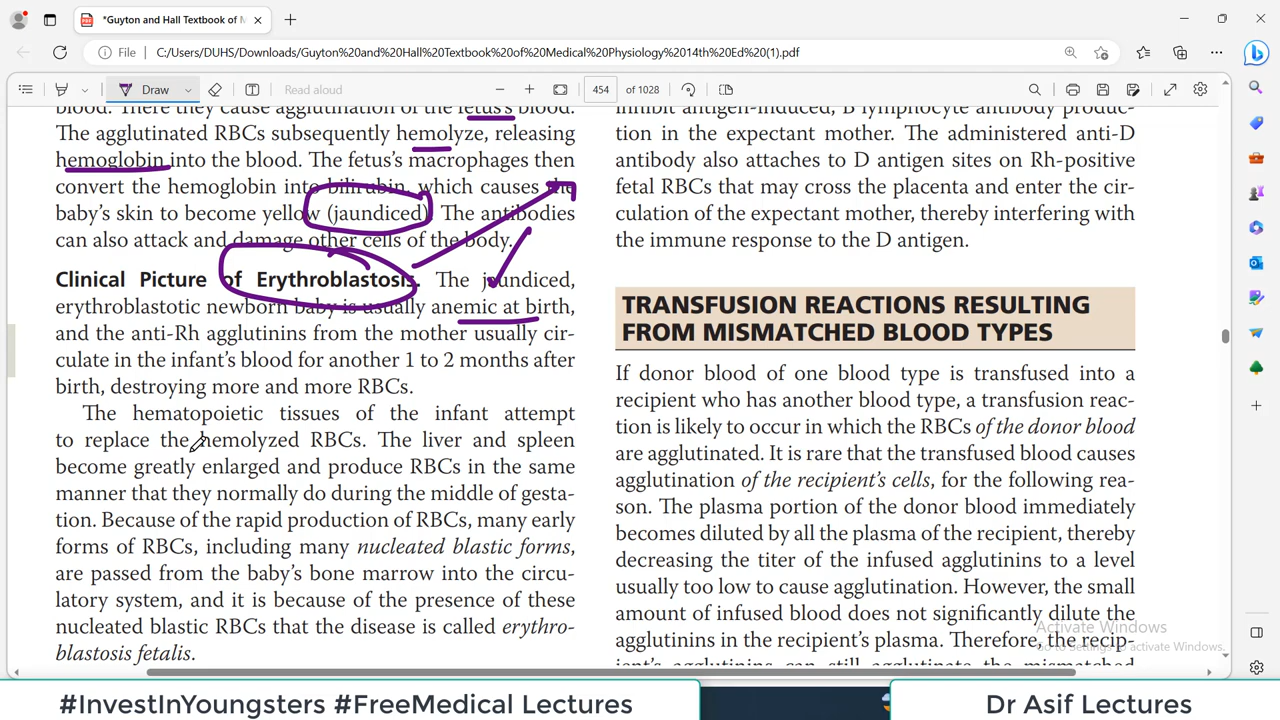 *Guyton and Hall Textbook of M
File
C:/Users/DUHS/Downloads/Guyton%20and%20Hall%20Textbook%20of%20Medical%20Physiology%2014th%20Ed%20(1).pdf
Draw
Read aloud
454 of 1028
blood. There they cause agglutination of the fetus's blood.
The agglutinated RBCs subsequently hemolyze, releasing
hemoglobin into the blood. The fetus's macrophages then
convert the hemoglobin into bilirubin, which causes the
baby's skin to become yellow (jaundiced). The antibodies
can also attack and damage other cells of the body.
Clinical Picture of Erythroblastosis. The jaundiced,
erythroblastotic newborn baby is usually anemic at birth,
and the anti-Rh agglutinins from the mother usually cir-
culate in the infant's blood for another 1 to 2 months after
birth, destroying more and more RBCs.
The hematopoietic tissues of the infant attempt
to replace the hemolyzed RBCs. The liver and spleen
become greatly enlarged and produce RBCs in the same
manner that they normally do during the middle of gesta-
tion. Because of the rapid production of RBCs, many early
forms of RBCs, including many nucleated blastic forms,
are passed from the baby's bone marrow into the circu-
latory system, and it is because of the presence of these
nucleated blastic RBCs that the disease is called erythro-
blastosis fetalis.
inhibit antigen-induced, B lymphocyte antibody produc-
tion in the expectant mother. The administered anti-D
antibody also attaches to D antigen sites on Rh-positive
fetal RBCs that may cross the placenta and enter the cir-
culation of the expectant mother, thereby interfering with
the immune response to the D antigen.
TRANSFUSION REACTIONS RESULTING
FROM MISMATCHED BLOOD TYPES
If donor blood of one blood type is transfused into a
recipient who has another blood type, a transfusion reac-
tion is likely to occur in which the RBCs of the donor blood
are agglutinated. It is rare that the transfused blood causes
agglutination of the recipient's cells, for the following rea-
son. The plasma portion of the donor blood immediately
becomes diluted by all the plasma of the recipient, thereby
decreasing the titer of the infused agglutinins to a level
usually too low to cause agglutination. However, the small
amount of infused blood does not significantly dilute the
agglutinins in the recipient's plasma. Therefore, the recip-
ient's agglutinins can still agglutinate the mismatched
Activate Windows
Go to Settings to activate Windows.
#InvestInYoungsters #FreeMedical Lectures
Dr Asif Lectures